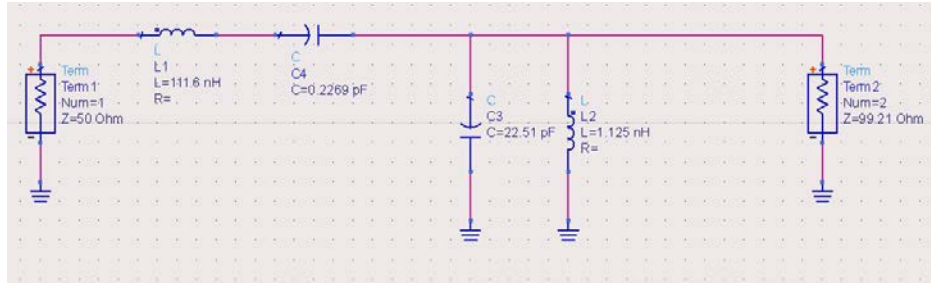 Term
Term1
Num=1
Z=50 Ohm
L
L1
L=111.6 nH
R=
C
C4
C=0.2269 pF
C
C3
C=22.51 pF
L
L2
L=1.125 nH
R=
Term
Term2
Num=2
Z=99.21 Ohm